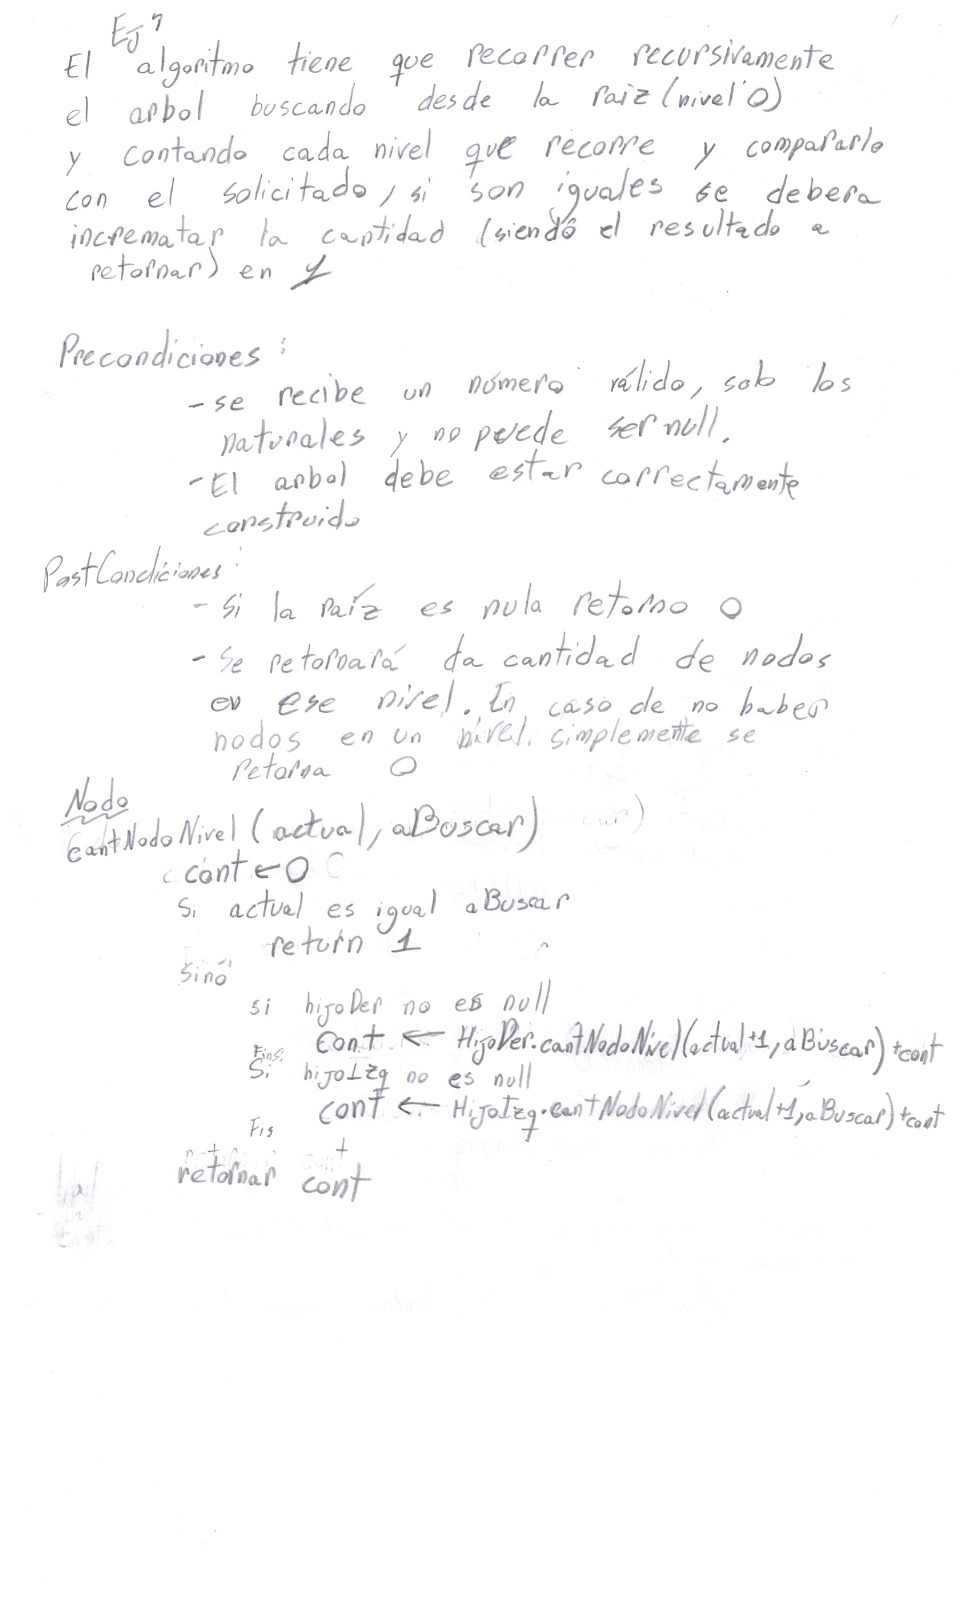 EJ 7
El algoritmo tiene que recorrer recursivamente
el arbol buscando desde la raiz (nivel 0)
y contando cada nivel que recorre y compararlo
con el solicitado, si son iguales se debera
incrematar la cantidad (siendo el resultado a
retornar) en 1
Precondiciones:
- se recibe un número válido, sob los
naturales y no puede ser null.
- El arbol debe estar correctamente
construido
PostCondiciones:
- Si la raíz es nula retorno 0
- Se retornará la cantidad de nodos
en ese nivel. En caso de no haber
nodos en un nivel, simplemente se
retorna 0
Nodo
cantNodoNivel (actual, aBuscar)
cont ← 0
Si actual es igual aBuscar
return 1
Sino
si hijoDer no es null
cont ← HijoDer.cantNodoNivel(actual+1, aBuscar) + cont
Fins.
Si hijoIzq no es null
cont ← HijoIzq.cantNodoNivel(actual+1, aBuscar) + cont
Fis
retornar cont